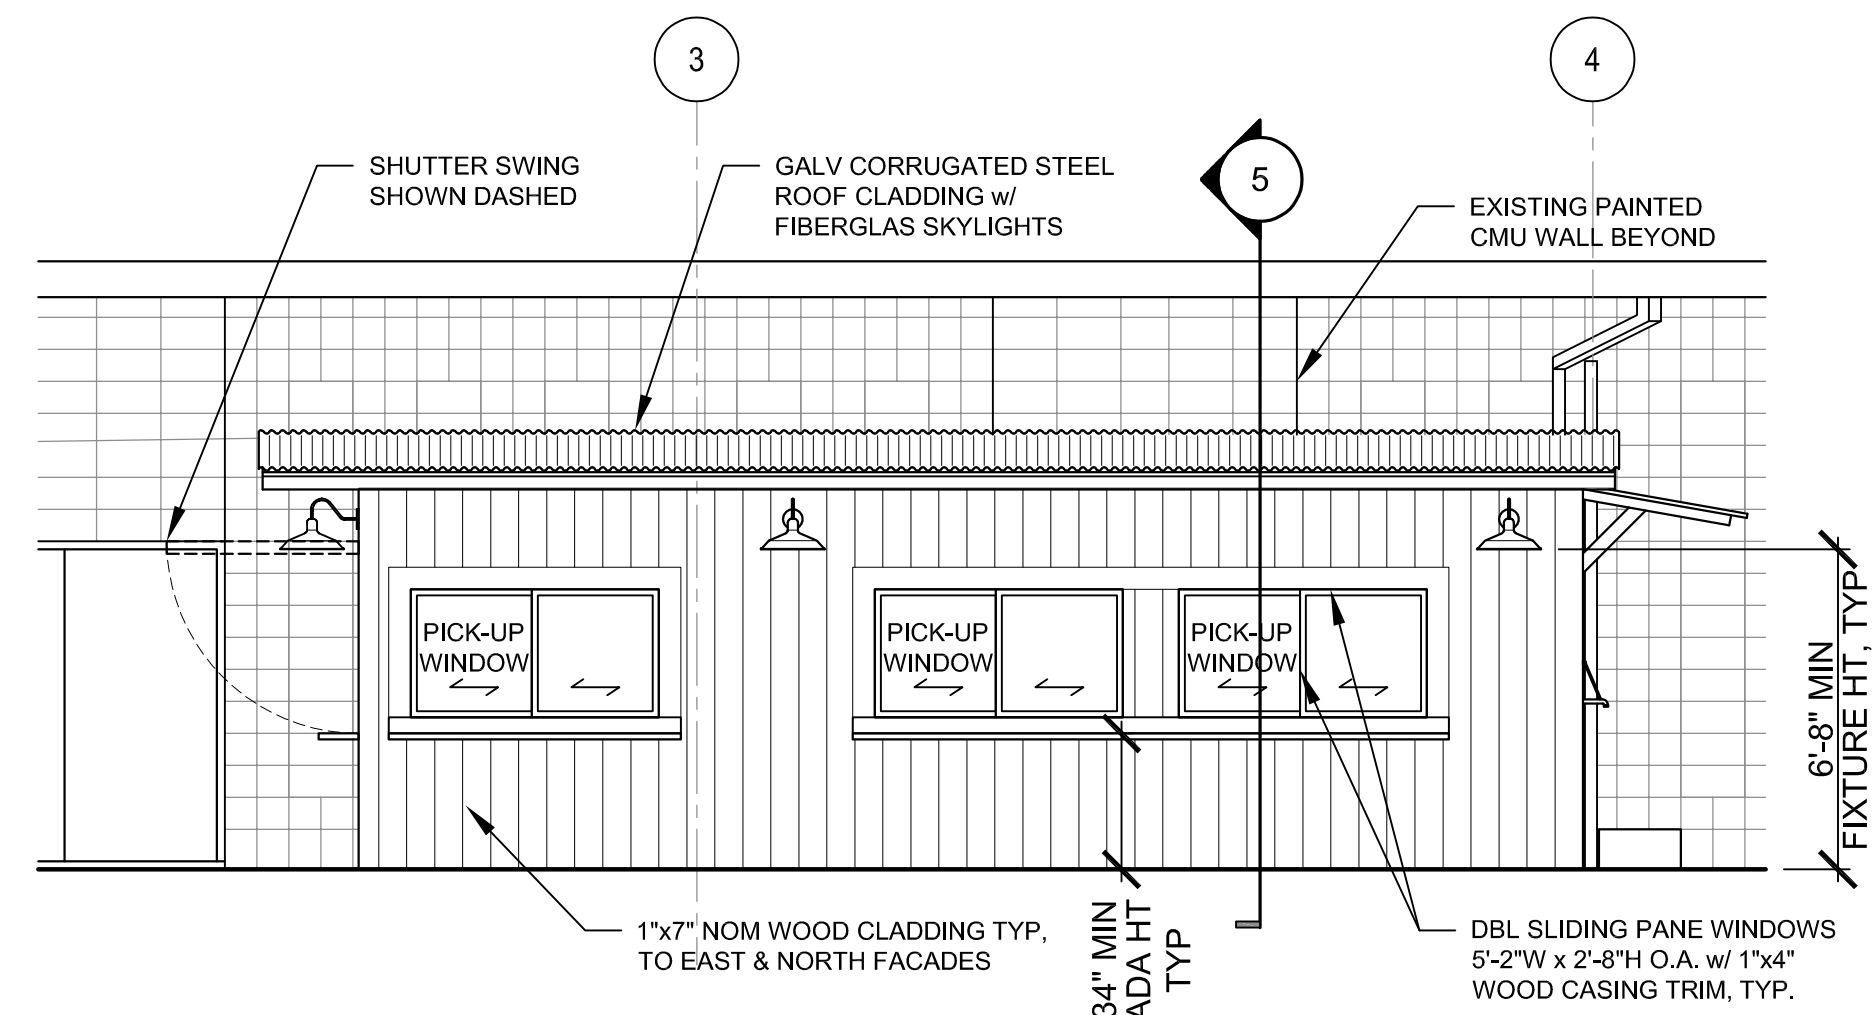 3
4
SHUTTER SWING
SHOWN DASHED
GALV CORRUGATED STEEL
ROOF CLADDING w/
FIBERGLAS SKYLIGHTS
5
EXISTING PAINTED
CMU WALL BEYOND
PICK-UP
WINDOW
PICK-UP
WINDOW
PICK-UP
WINDOW
6'-8" MIN
FIXTURE HT, TYP
1"x7" NOM WOOD CLADDING TYP,
TO EAST & NORTH FACADES
34" MIN
ADA HT
TYP
DBL SLIDING PANE WINDOWS
5'-2"W x 2'-8"H O.A. w/ 1"x4"
WOOD CASING TRIM, TYP.